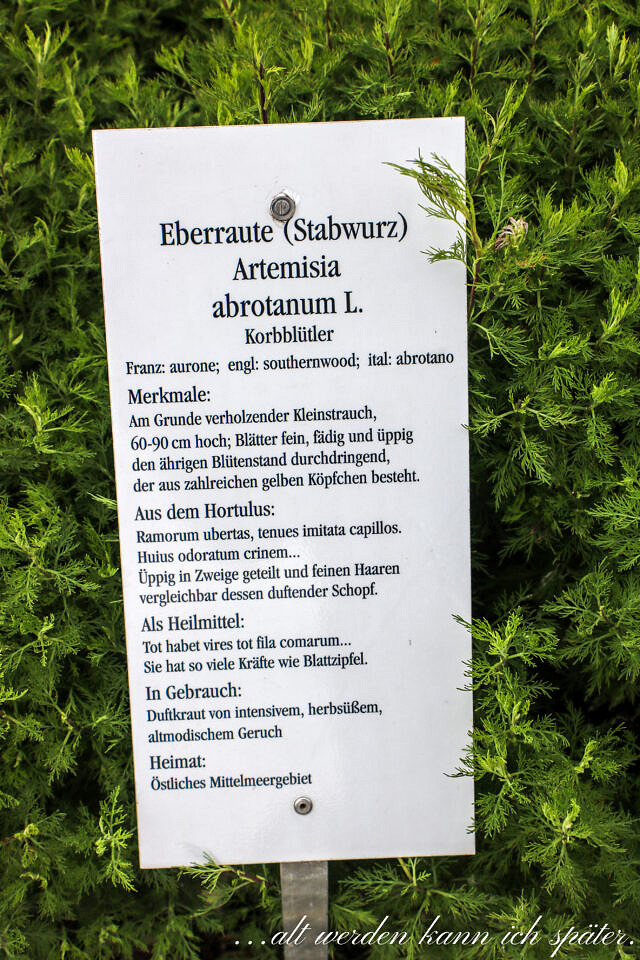 Eberraute (Stabwurz)
Artemisia
abrotanum L.
Korbblütler
Franz: aurone; engl: southernwood; ital: abrotano
Merkmale:
Am Grunde verholzender Kleinstrauch,
60-90 cm hoch; Blätter fein, fädig und üppig
den ährigen Blütenstand durchdringend,
der aus zahlreichen gelben Köpfchen besteht.
Aus dem Hortulus:
Ramorum ubertas, tenues imitata capillos.
Huius odoratum crinem...
Üppig in Zweige geteilt und feinen Haaren
vergleichbar dessen duftender Schopf.
Als Heilmittel:
Tot habet vires tot fila comarum...
Sie hat so viele Kräfte wie Blattzipfel.
In Gebrauch:
Duftkraut von intensivem, herbsüßem,
altmodischem Geruch
Heimat:
Östliches Mittelmeergebiet
...alt werden kann ich später.